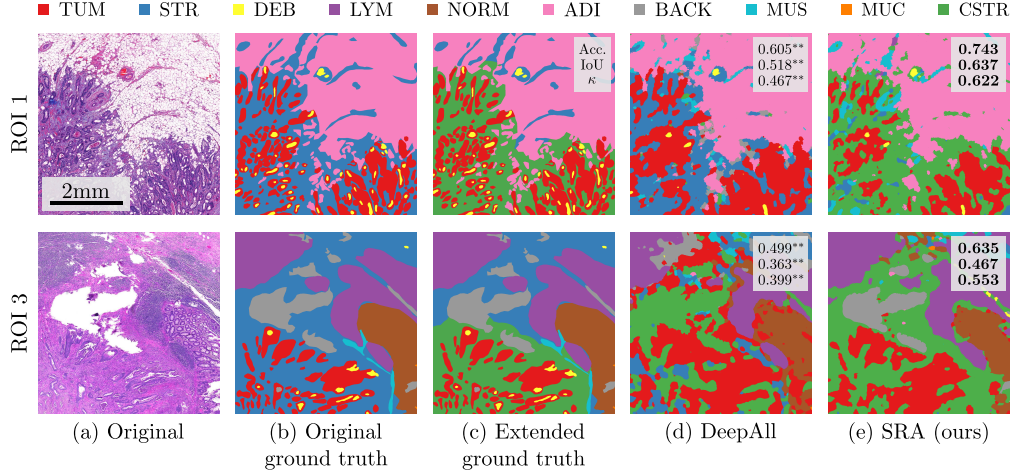 TUM STR DEB LYM NORM ADI BACK MUS MUC CSTR
ROI 1
2mm
Acc.
IoU
κ
0.605**
0.518**
0.467**
0.743
0.637
0.622
ROI 3
0.499**
0.363**
0.399**
0.635
0.467
0.553
(a) Original
(b) Original
ground truth
(c) Extended
ground truth
(d) DeepAll
(e) SRA (ours)